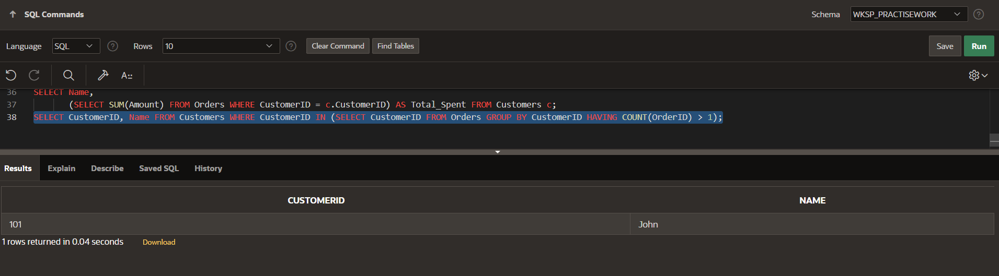 SQL Commands
Schema WKSP_PRACTISEWORK ?
Language SQL ? Rows 10 ? Clear Command Find Tables Save Run
A::
36 SELECT Name,
37 (SELECT SUM(Amount) FROM Orders WHERE CustomerID = c.CustomerID) AS Total_Spent FROM Customers c;
38 SELECT CustomerID, Name FROM Customers WHERE CustomerID IN (SELECT CustomerID FROM Orders GROUP BY CustomerID HAVING COUNT(OrderID) > 1);
Results Explain Describe Saved SQL History
CUSTOMERID NAME
101 John
1 rows returned in 0.04 seconds Download